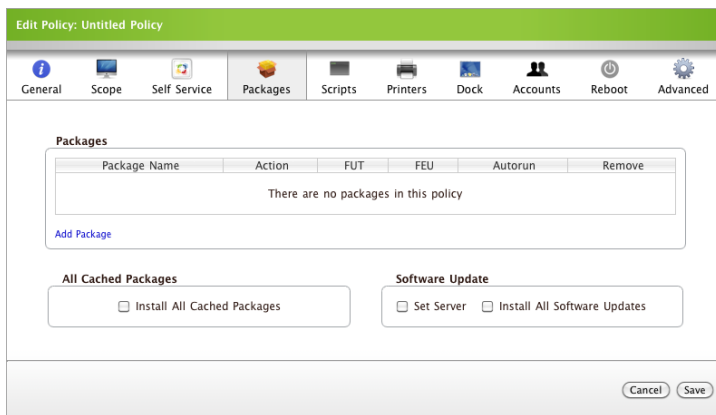 Edit Policy: Untitled Policy
General Scope Self Service Packages Scripts Printers Dock Accounts Reboot Advanced
Packages
Package Name Action FUT FEU Autorun Remove
There are no packages in this policy
Add Package
All Cached Packages Software Update
Install All Cached Packages Set Server Install All Software Updates
Cancel Save